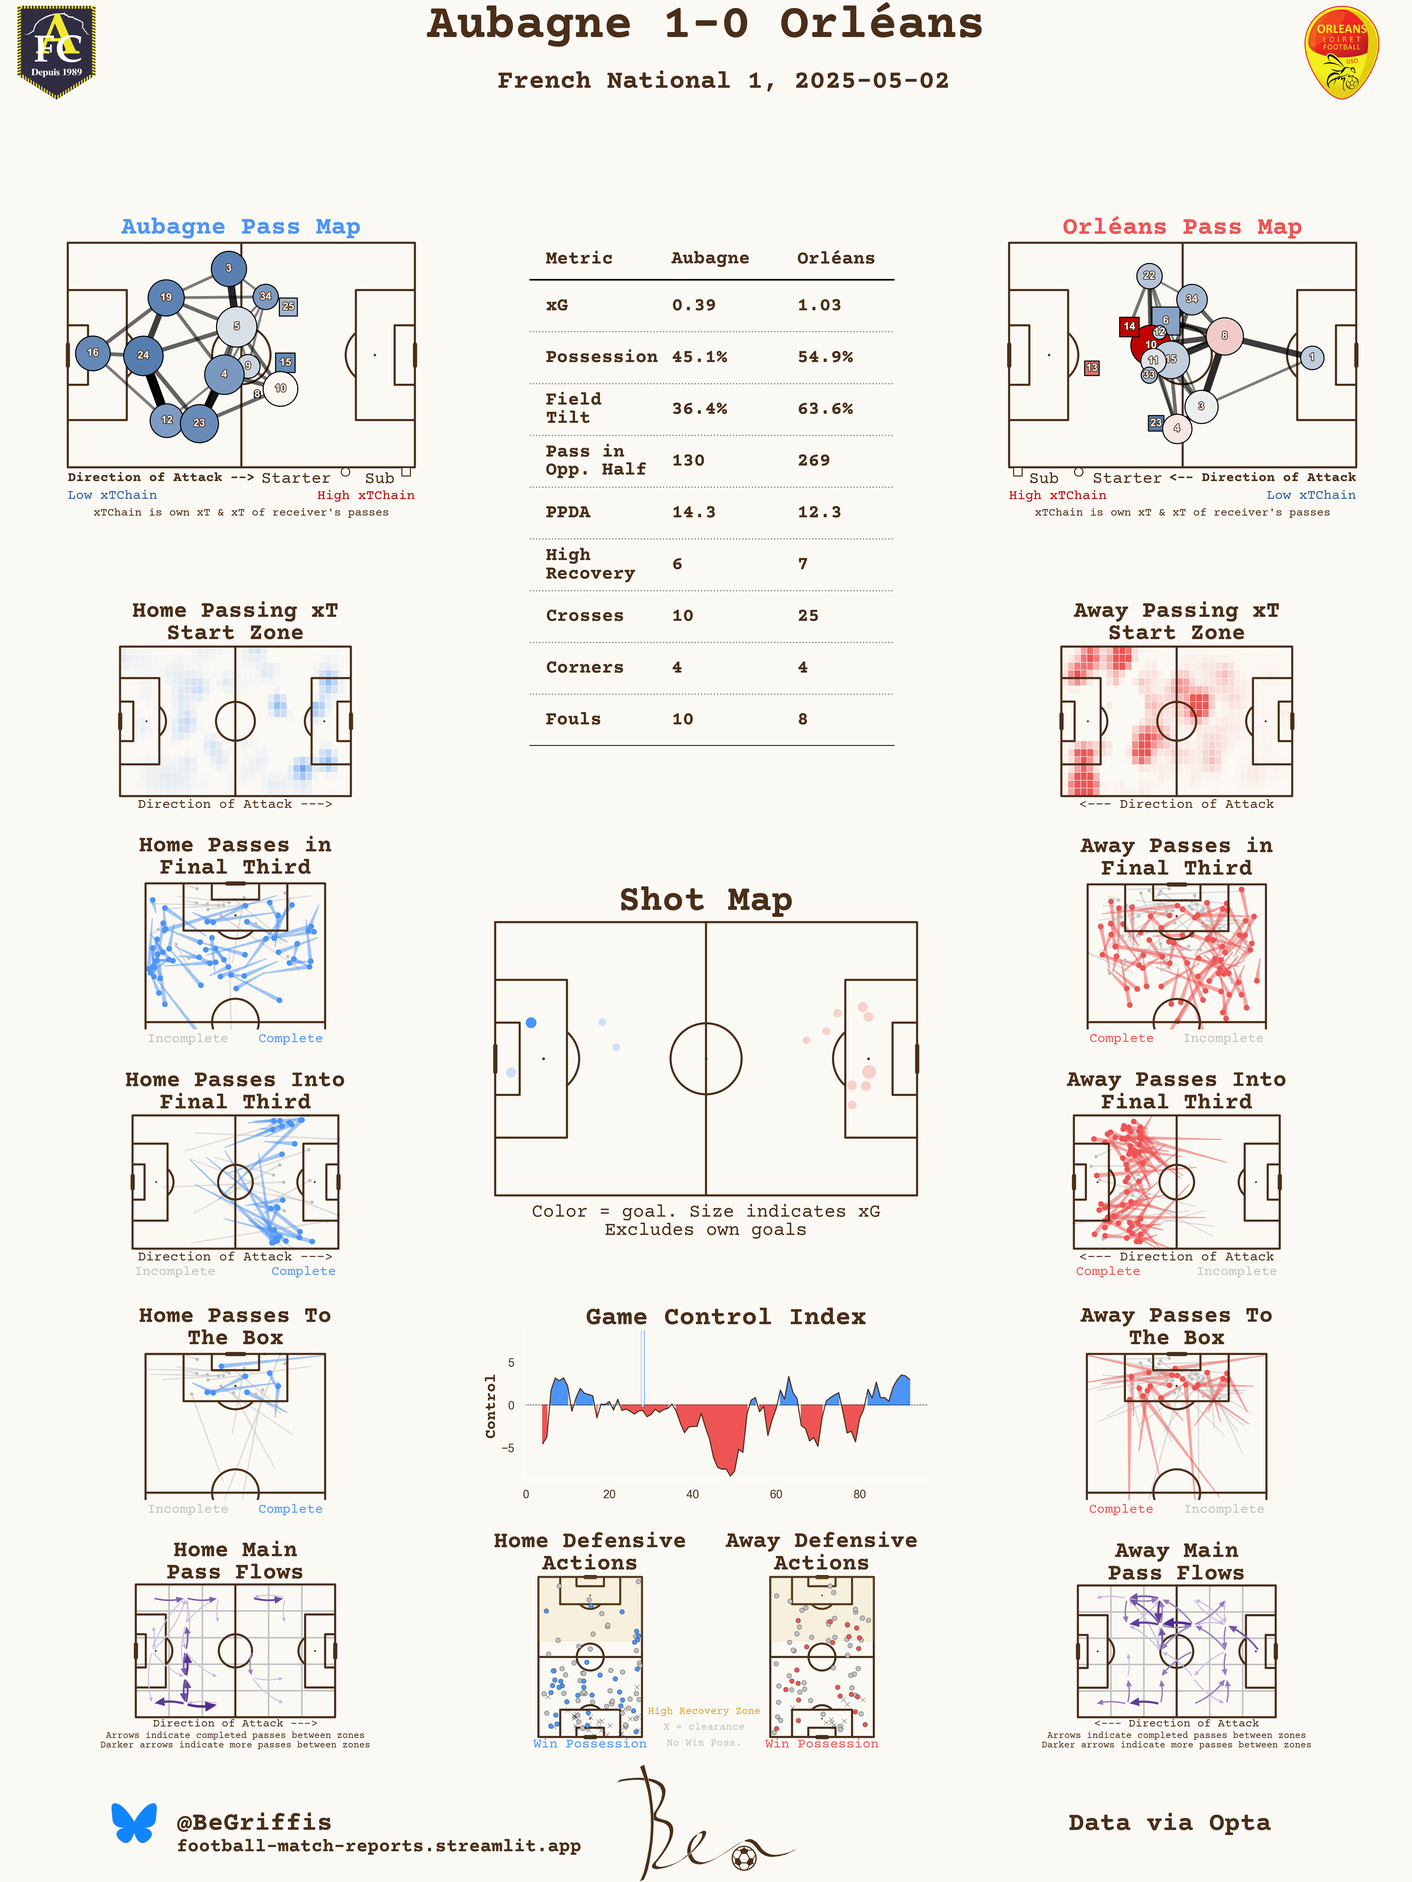 Aubagne 1-0 Orléans
French National 1, 2025-05-02
AFC
Depuis 1989
ORLEANS
LOIRET
FOOTBALL
USO
Aubagne Pass Map
3
19
34
25
5
16
24
15
4
9
8
10
12
23
Direction of Attack --> Starter Sub
Low xTChain High xTChain
xTChain is own xT & xT of receiver's passes
Metric Aubagne Orléans
xG 0.39 1.03
Possession 45.1% 54.9%
Field
Tilt 36.4% 63.6%
Pass in
Opp. Half 130 269
PPDA 14.3 12.3
High
Recovery 6 7
Crosses 10 25
Corners 4 4
Fouls 10 8
Orléans Pass Map
22
34
14
6
12
8
10
11
15
1
13
33
3
23
4
Sub Starter <-- Direction of Attack
High xTChain Low xTChain
xTChain is own xT & xT of receiver's passes
Home Passing xT
Start Zone
Direction of Attack --->
Away Passing xT
Start Zone
<--- Direction of Attack
Home Passes in
Final Third
Incomplete Complete
Away Passes in
Final Third
Complete Incomplete
Shot Map
Color = goal. Size indicates xG
Excludes own goals
Home Passes Into
Final Third
Direction of Attack --->
Incomplete Complete
Away Passes Into
Final Third
<--- Direction of Attack
Complete Incomplete
Home Passes To
The Box
Incomplete Complete
Game Control Index
Control
5
0
−5
0 20 40 60 80
Away Passes To
The Box
Complete Incomplete
Home Main
Pass Flows
Direction of Attack --->
Arrows indicate completed passes between zones
Darker arrows indicate more passes between zones
Home Defensive
Actions
Win Possession
Away Defensive
Actions
Win Possession
High Recovery Zone
X = clearance
No Win Poss.
Away Main
Pass Flows
<--- Direction of Attack
Arrows indicate completed passes between zones
Darker arrows indicate more passes between zones
@BeGriffis
football-match-reports.streamlit.app
Ben
Data via Opta